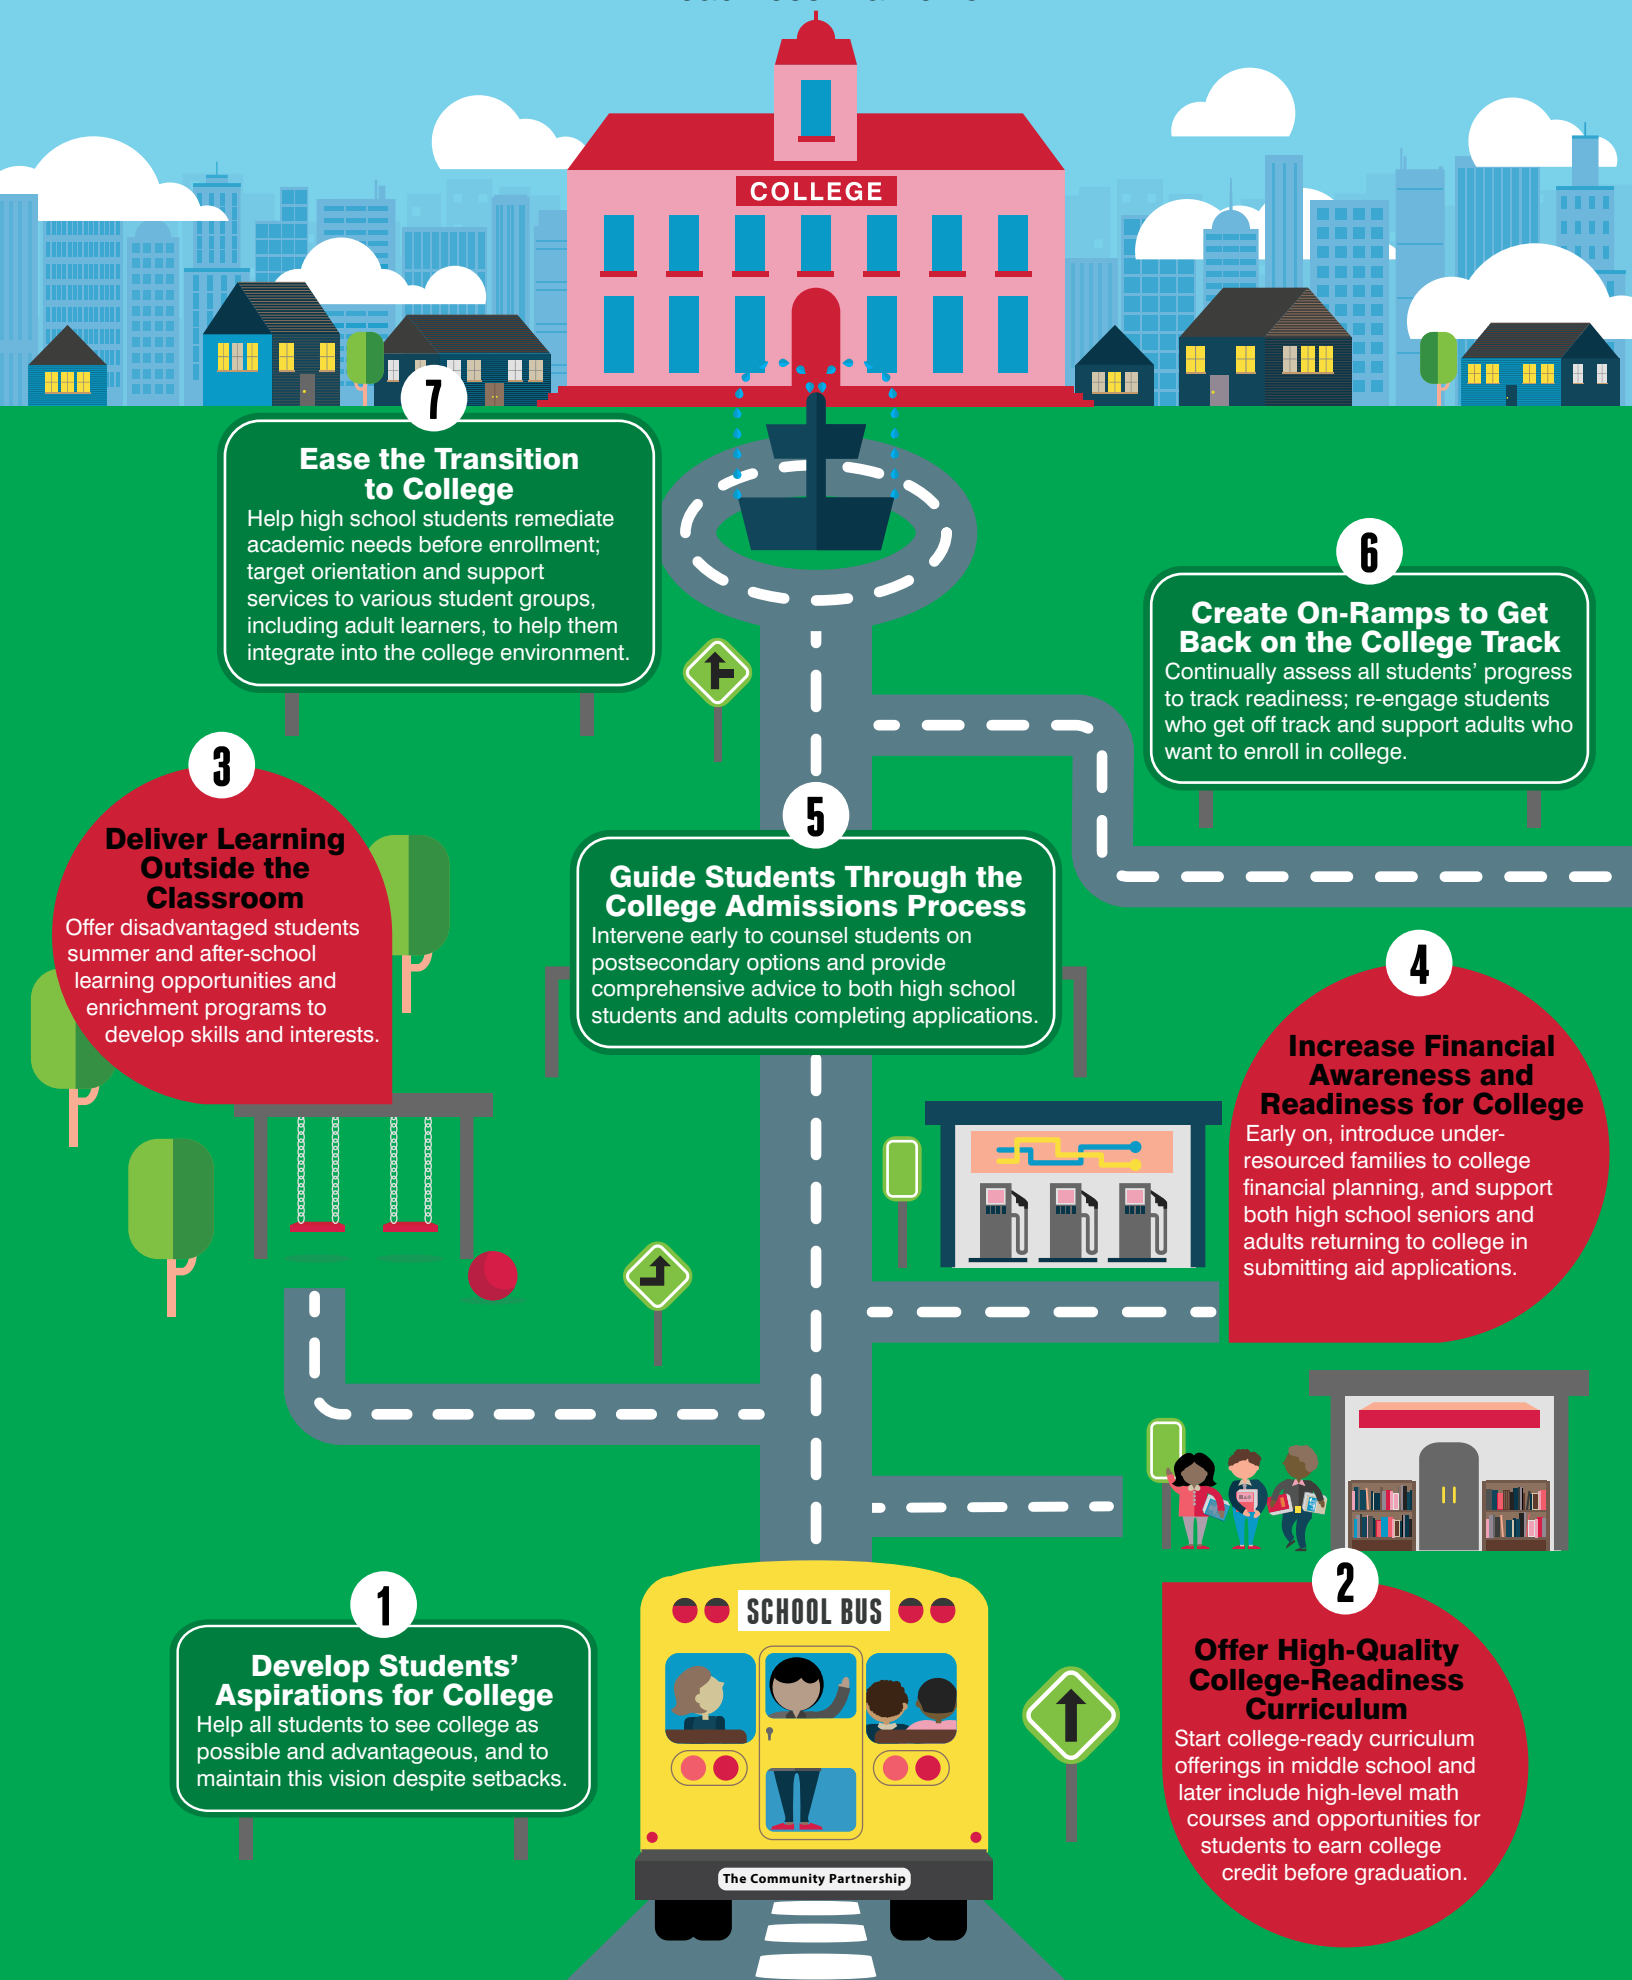 COLLEGE
7
Ease the Transition
to College
Help high school students remediate
academic needs before enrollment;
target orientation and support
services to various student groups,
including adult learners, to help them
integrate into the college environment.
6
Create On-Ramps to Get
Back on the College Track
Continually assess all students’ progress
to track readiness; re-engage students
who get off track and support adults who
want to enroll in college.
3
Deliver Learning
Outside the
Classroom
Offer disadvantaged students
summer and after-school
learning opportunities and
enrichment programs to
develop skills and interests.
5
Guide Students Through the
College Admissions Process
Intervene early to counsel students on
postsecondary options and provide
comprehensive advice to both high school
students and adults completing applications.
4
Increase Financial
Awareness and
Readiness for College
Early on, introduce under-
resourced families to college
financial planning, and support
both high school seniors and
adults returning to college in
submitting aid applications.
1
Develop Students’
Aspirations for College
Help all students to see college as
possible and advantageous, and to
maintain this vision despite setbacks.
SCHOOL BUS
The Community Partnership
2
Offer High-Quality
College-Readiness
Curriculum
Start college-ready curriculum
offerings in middle school and
later include high-level math
courses and opportunities for
students to earn college
credit before graduation.